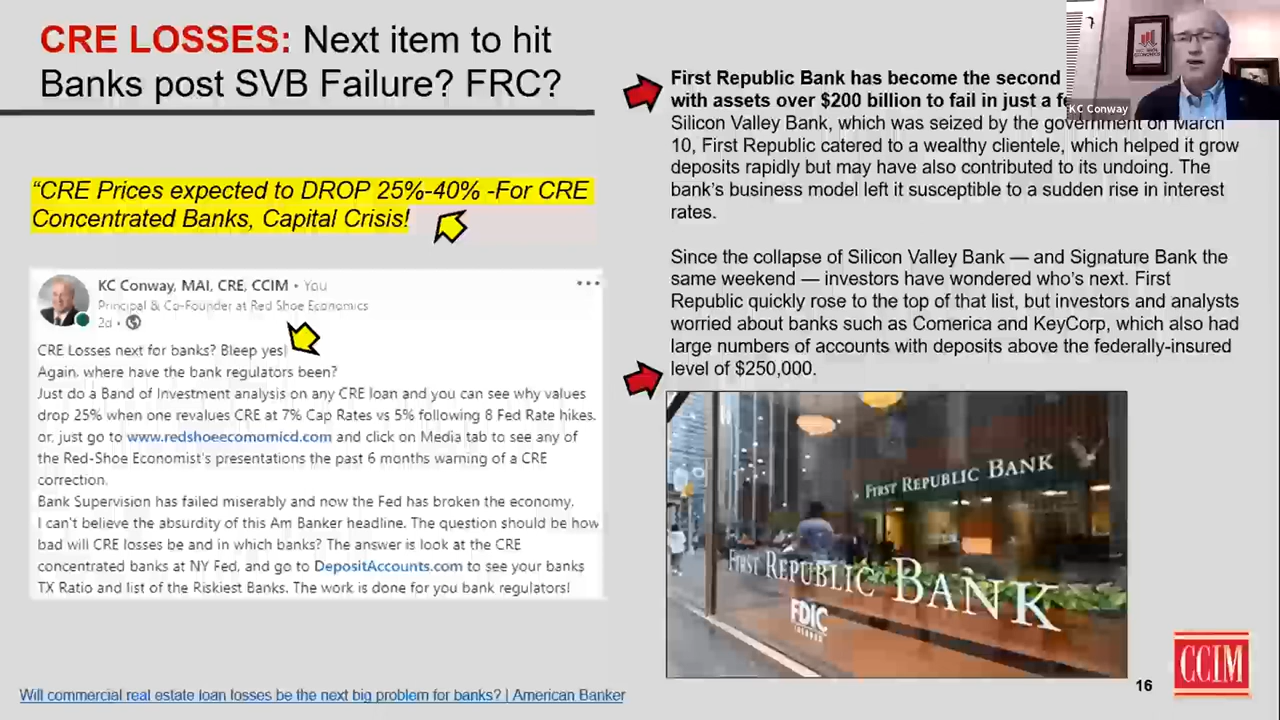 CRE LOSSES: Next item to hit
Banks post SVB Failure? FRC?
“CRE Prices expected to DROP 25%-40% -For CRE
Concentrated Banks, Capital Crisis!
KC Conway, MAI, CRE, CCIM • You
Principal & Co-Founder at Red Shoe Economics
2d •
CRE Losses next for banks? Bleep yes!
Again, where have the bank regulators been?
Just do a Band of Investment analysis on any CRE loan and you can see why values
drop 25% when one revalues CRE at 7% Cap Rates vs 5% following 8 Fed Rate hikes.
or, just go to www.redshoeecomomicd.com and click on Media tab to see any of
the Red-Shoe Economist's presentations the past 6 months warning of a CRE
correction.
Bank Supervision has failed miserably and now the Fed has broken the economy.
I can't believe the absurdity of this Am Banker headline. The question should be how
bad will CRE losses be and in which banks? The answer is look at the CRE
concentrated banks at NY Fed, and go to DepositAccounts.com to see your banks
TX Ratio and list of the Riskiest Banks. The work is done for you bank regulators!
Will commercial real estate loan losses be the next big problem for banks? | American Banker
First Republic Bank has become the second
with assets over $200 billion to fail in just a
Silicon Valley Bank, which was seized by the government on March
10, First Republic catered to a wealthy clientele, which helped it grow
deposits rapidly but may have also contributed to its undoing. The
bank's business model left it susceptible to a sudden rise in interest
rates.
Since the collapse of Silicon Valley Bank — and Signature Bank the
same weekend — investors have wondered who's next. First
Republic quickly rose to the top of that list, but investors and analysts
worried about banks such as Comerica and KeyCorp, which also had
large numbers of accounts with deposits above the federally-insured
level of $250,000.
KC Conway
FIRST REPUBLIC BANK
FIRST REPUBLIC BANK
FDIC
16
CCIM